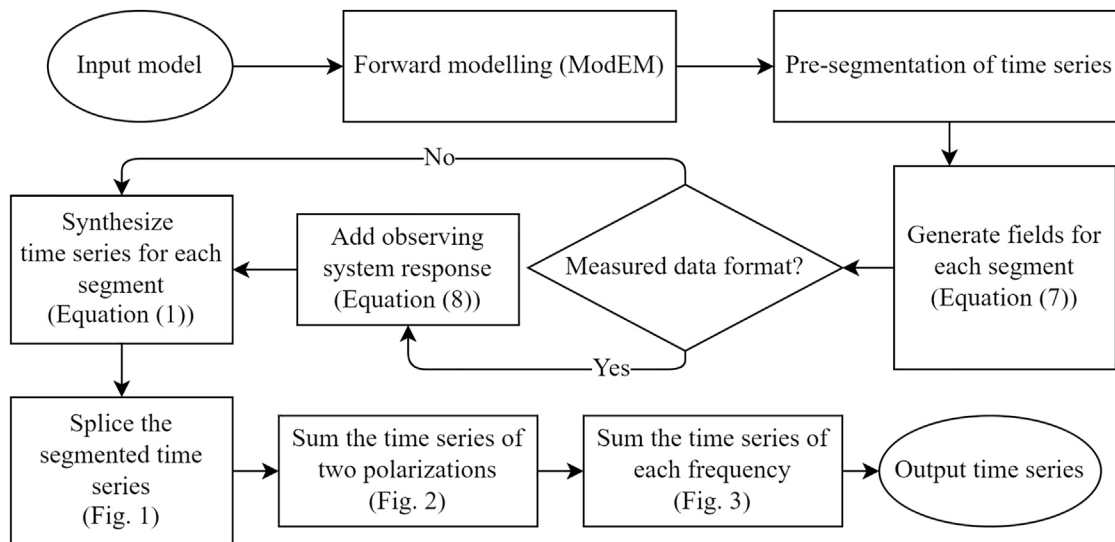 Input model
Forward modelling (ModEM)
Pre-segmentation of time series
Generate fields for
each segment
(Equation (7))
Measured data format?
No
Yes
Add observing
system response
(Equation (8))
Synthesize
time series for each
segment
(Equation (1))
Splice the
segmented time
series
(Fig. 1)
Sum the time series of
two polarizations
(Fig. 2)
Sum the time series of
each frequency
(Fig. 3)
Output time series